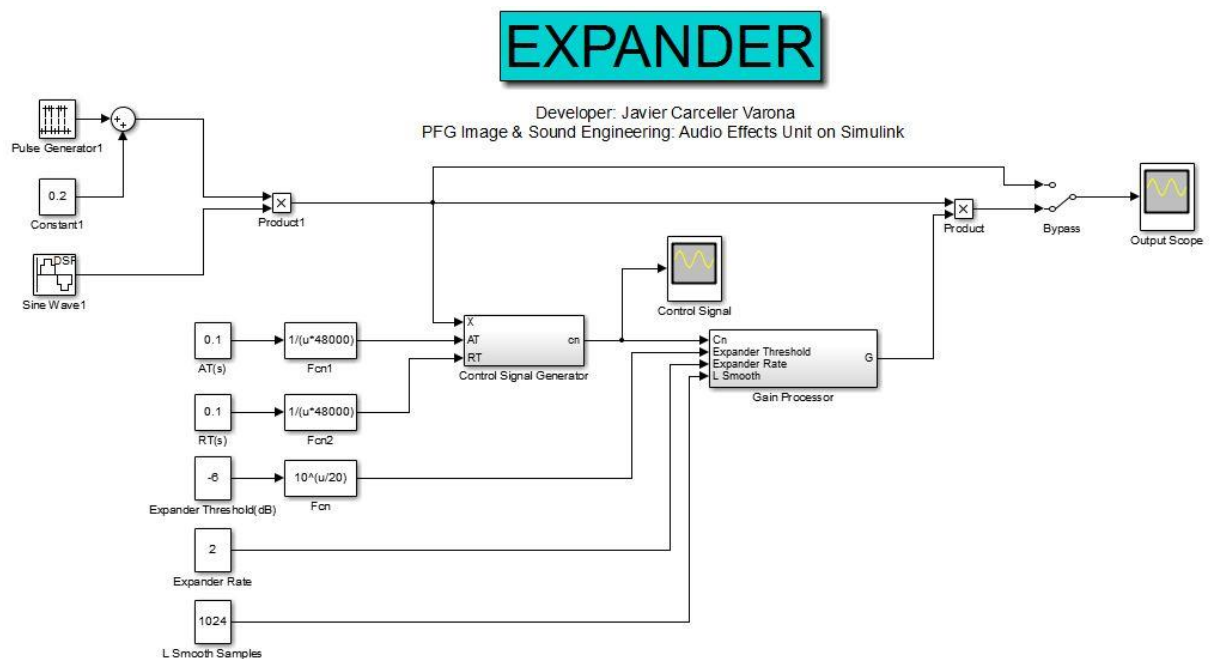 EXPANDER
Developer: Javier Carceller Varona
PFG Image & Sound Engineering: Audio Effects Unit on Simulink
Pulse Generator1
0.2
Constant1
DSP
Sine Wave1
Product1
Product
Bypass
Output Scope
Control Signal
0.1
AT(s)
1/(u*48000)
Fcn1
X
AT
RT
cn
Control Signal Generator
Cn
Expander Threshold
Expander Rate
L Smooth
G
Gain Processor
0.1
RT(s)
1/(u*48000)
Fcn2
-6
Expander Threshold(dB)
10^(u/20)
Fcn
2
Expander Rate
1024
L Smooth Samples